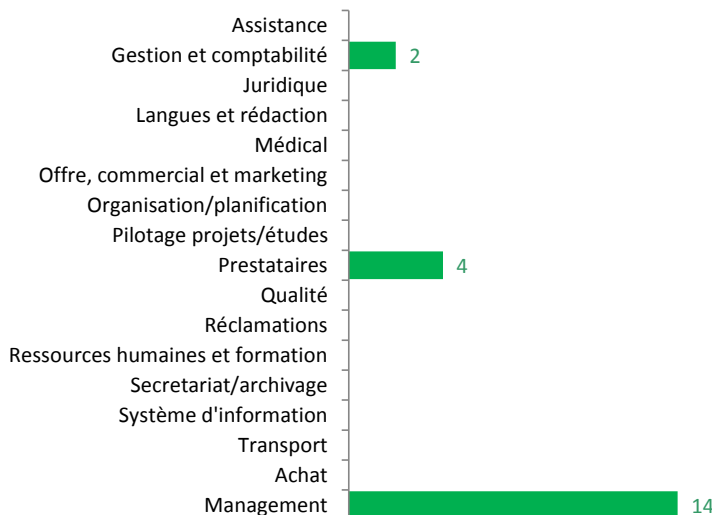 Assistance
Gestion et comptabilité 2
Juridique
Langues et rédaction
Médical
Offre, commercial et marketing
Organisation/planification
Pilotage projets/études
Prestataires 4
Qualité
Réclamations
Ressources humaines et formation
Secretariat/archivage
Système d'information
Transport
Achat
Management 14